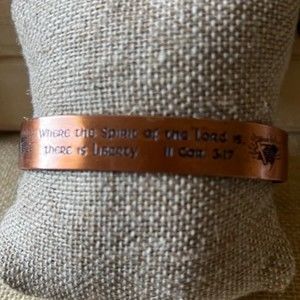 Where the Spirit of the Lord is,
there is Liberty. II Cor. 3:17